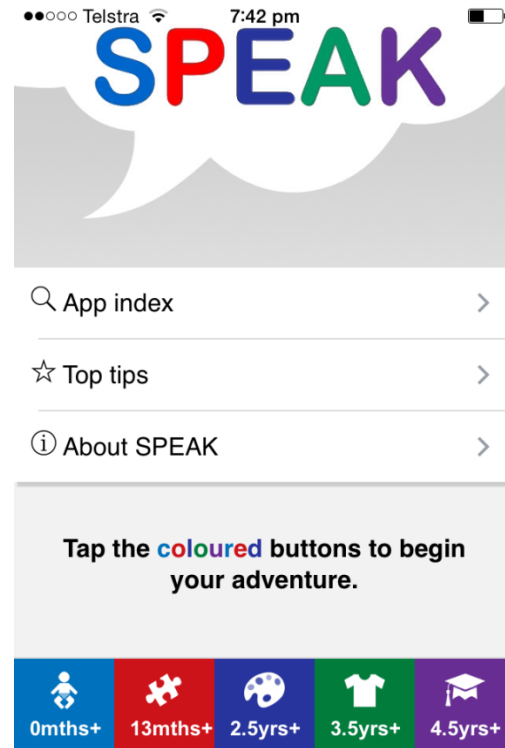 Telstra 7:42 pm
SPEAK
App index
Top tips
About SPEAK
Tap the coloured buttons to begin
your adventure.
0mths+ 13mths+ 2.5yrs+ 3.5yrs+ 4.5yrs+